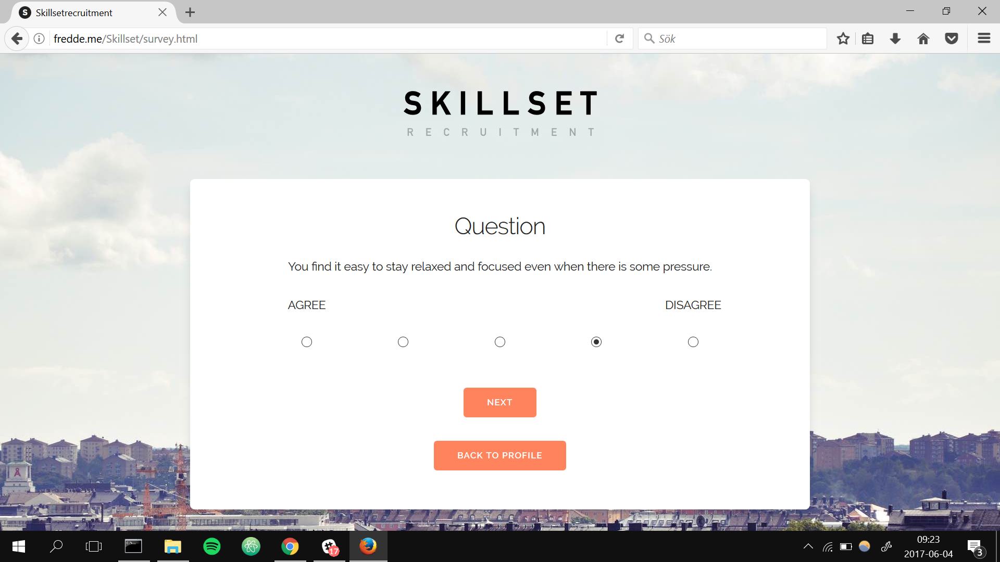 Skillsetrecruitment
fredde.me/Skillset/survey.html
Sök
SKILLSET
RECRUITMENT
Question
You find it easy to stay relaxed and focused even when there is some pressure.
AGREE
DISAGREE
NEXT
BACK TO PROFILE
17
09:23
2017-06-04
3